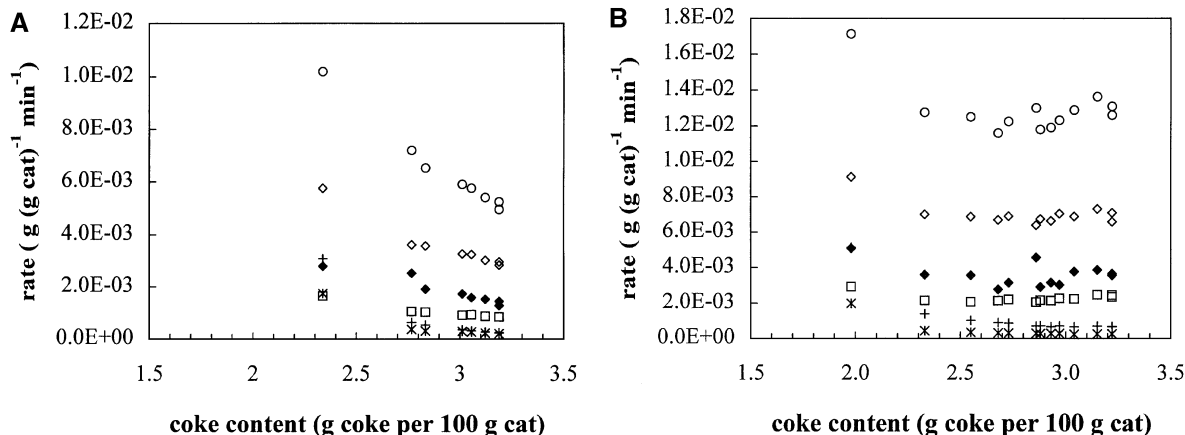 A
1.2E-02
1.0E-02
8.0E-03
6.0E-03
4.0E-03
2.0E-03
0.0E+00
rate ( g (g cat)⁻¹ min⁻¹)
1.5 2 2.5 3 3.5
coke content (g coke per 100 g cat)
B
1.8E-02
1.6E-02
1.4E-02
1.2E-02
1.0E-02
8.0E-03
6.0E-03
4.0E-03
2.0E-03
0.0E+00
rate ( g (g cat)⁻¹ min⁻¹)
1.5 2.0 2.5 3.0 3.5
coke content (g coke per 100 g cat)